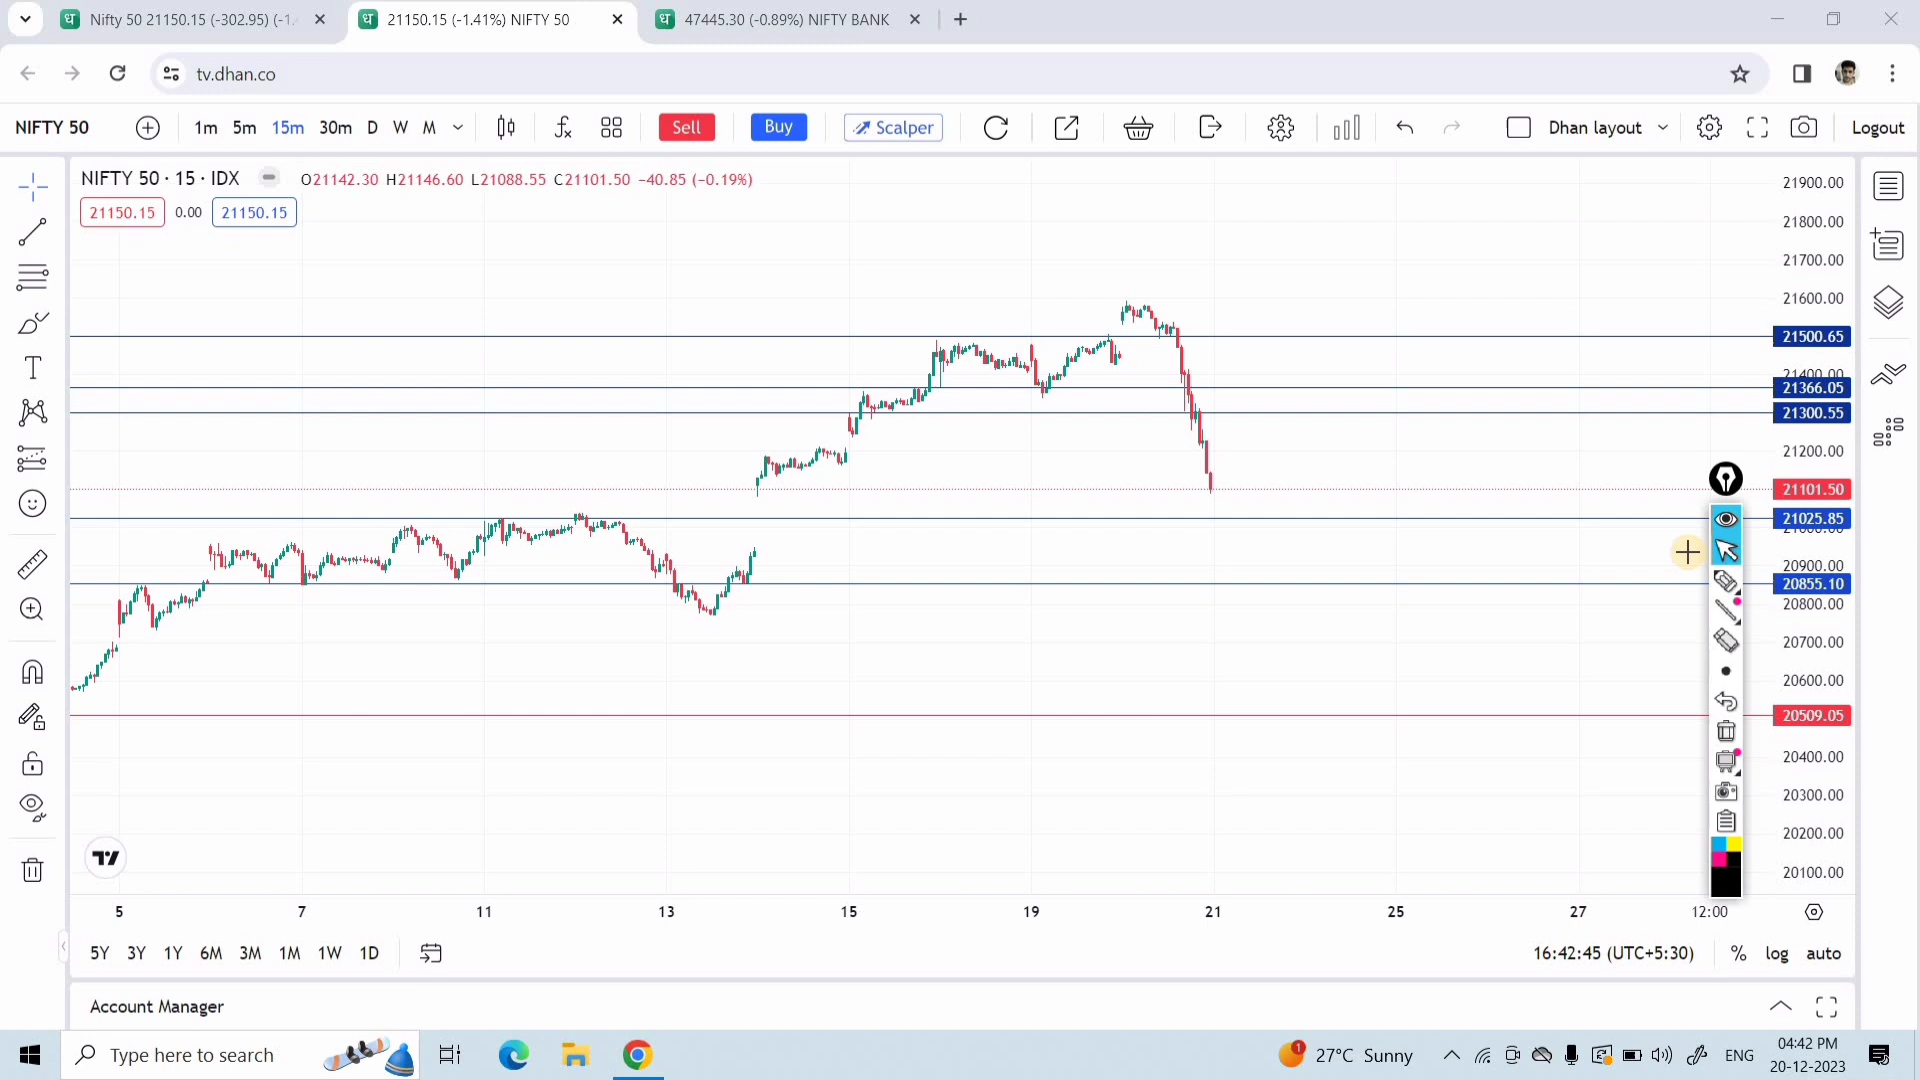 Nifty 50 21150.15 (-302.95) (-1.
21150.15 (-1.41%) NIFTY 50
47445.30 (-0.89%) NIFTY BANK
tv.dhan.co
NIFTY 50 1m 5m 15m 30m D W M Sell Buy Scalper Dhan layout Logout
NIFTY 50 · 15 · IDX O21142.30 H21146.60 L21088.55 C21101.50 −40.85 (−0.19%)
21150.15 0.00 21150.15
21900.00
21800.00
21700.00
21600.00
21500.65
21400.00
21366.05
21300.55
21200.00
21101.50
21025.85
21000.00
20900.00
20855.10
20800.00
20700.00
20600.00
20509.05
20400.00
20300.00
20200.00
20100.00
5 7 11 13 15 19 21 25 27 12:00
5Y 3Y 1Y 6M 3M 1M 1W 1D 16:42:45 (UTC+5:30) % log auto
Account Manager
Type here to search
1
27°C Sunny
ENG
04:42 PM
20-12-2023